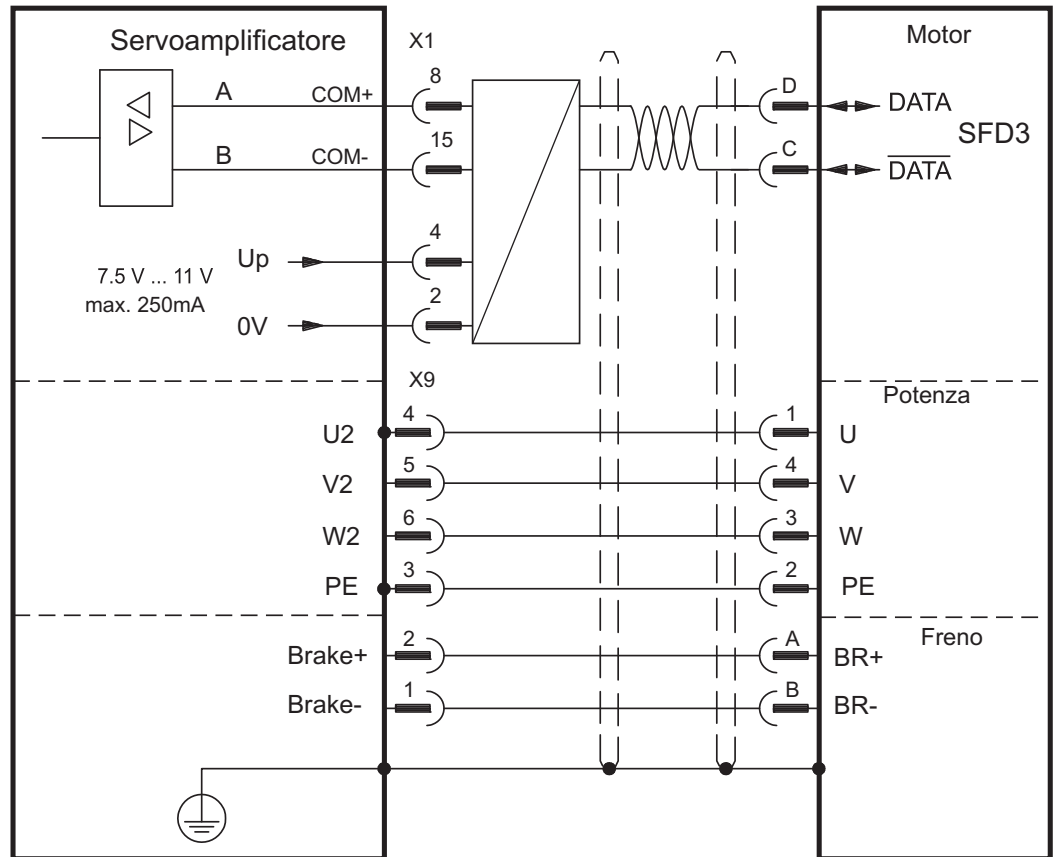 Servoamplificatore X1 Motor
A COM+ 8 D DATA
SFD3
B COM- 15 C DATA
Up 4
7.5 V ... 11 V
max. 250mA
0V 2
X9
Potenza
U2 4 1 U
V2 5 4 V
W2 6 3 W
PE 3 2 PE
Freno
Brake+ 2 A BR+
Brake- 1 B BR-